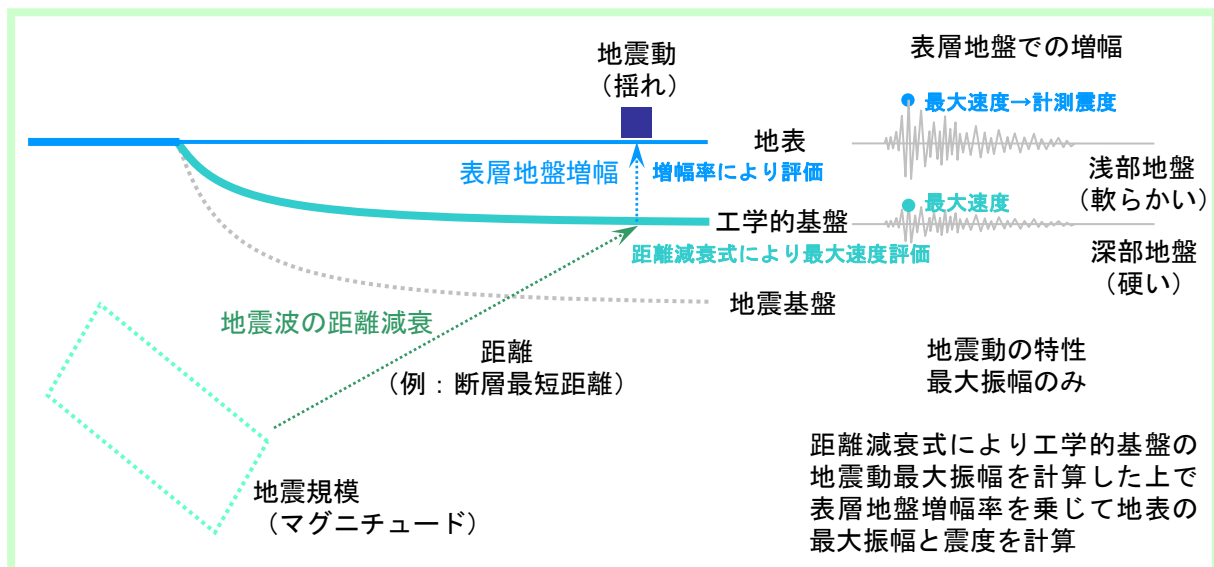 地震動
（揺れ）
表層地盤での増幅
最大速度→計測震度
地表
浅部地盤
（軟らかい）
表層地盤増幅
増幅率により評価
最大速度
工学的基盤
距離減衰式により最大速度評価
深部地盤
（硬い）
地震基盤
地震波の距離減衰
距離
（例：断層最短距離）
地震動の特性
最大振幅のみ
地震規模
（マグニチュード）
距離減衰式により工学的基盤の
地震動最大振幅を計算した上で
表層地盤増幅率を乗じて地表の
最大振幅と震度を計算